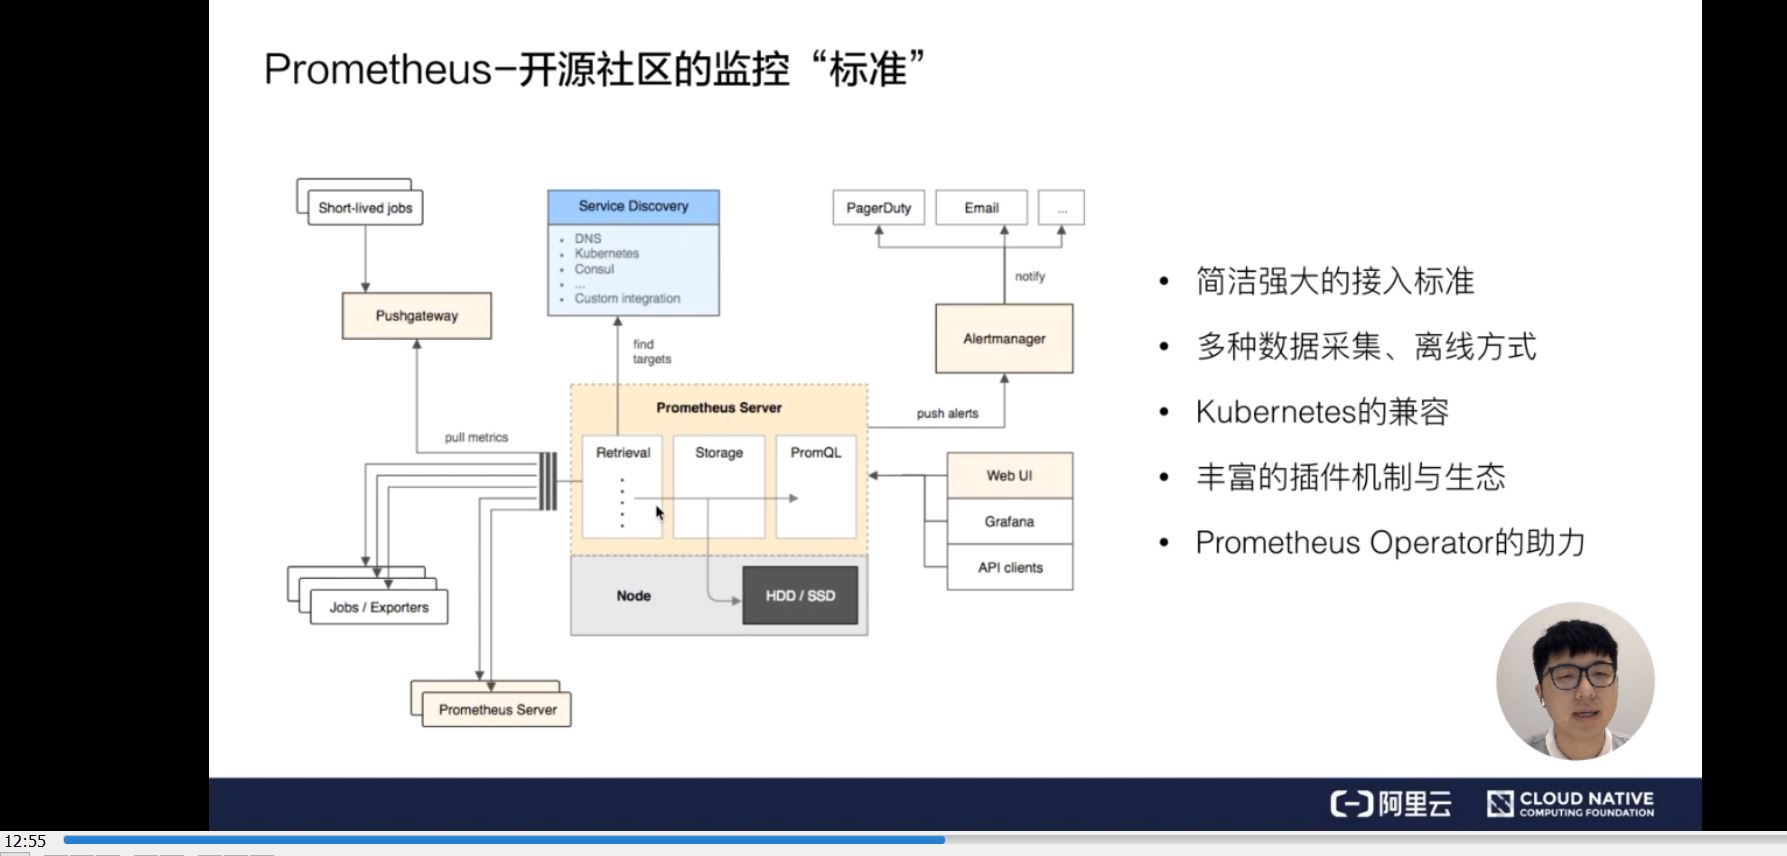 Prometheus-开源社区的监控“标准”
Short-lived jobs
Service Discovery
DNS
Kubernetes
Consul
...
Custom integration
PagerDuty
Email
...
notify
Pushgateway
Alertmanager
find
targets
push alerts
pull metrics
Prometheus Server
Retrieval
Storage
PromQL
Web UI
Grafana
API clients
Node
HDD / SSD
Jobs / Exporters
Prometheus Server
• 简洁强大的接入标准
• 多种数据采集、离线方式
• Kubernetes的兼容
• 丰富的插件机制与生态
• Prometheus Operator的助力
阿里云
CLOUD NATIVE
COMPUTING FOUNDATION
12:55